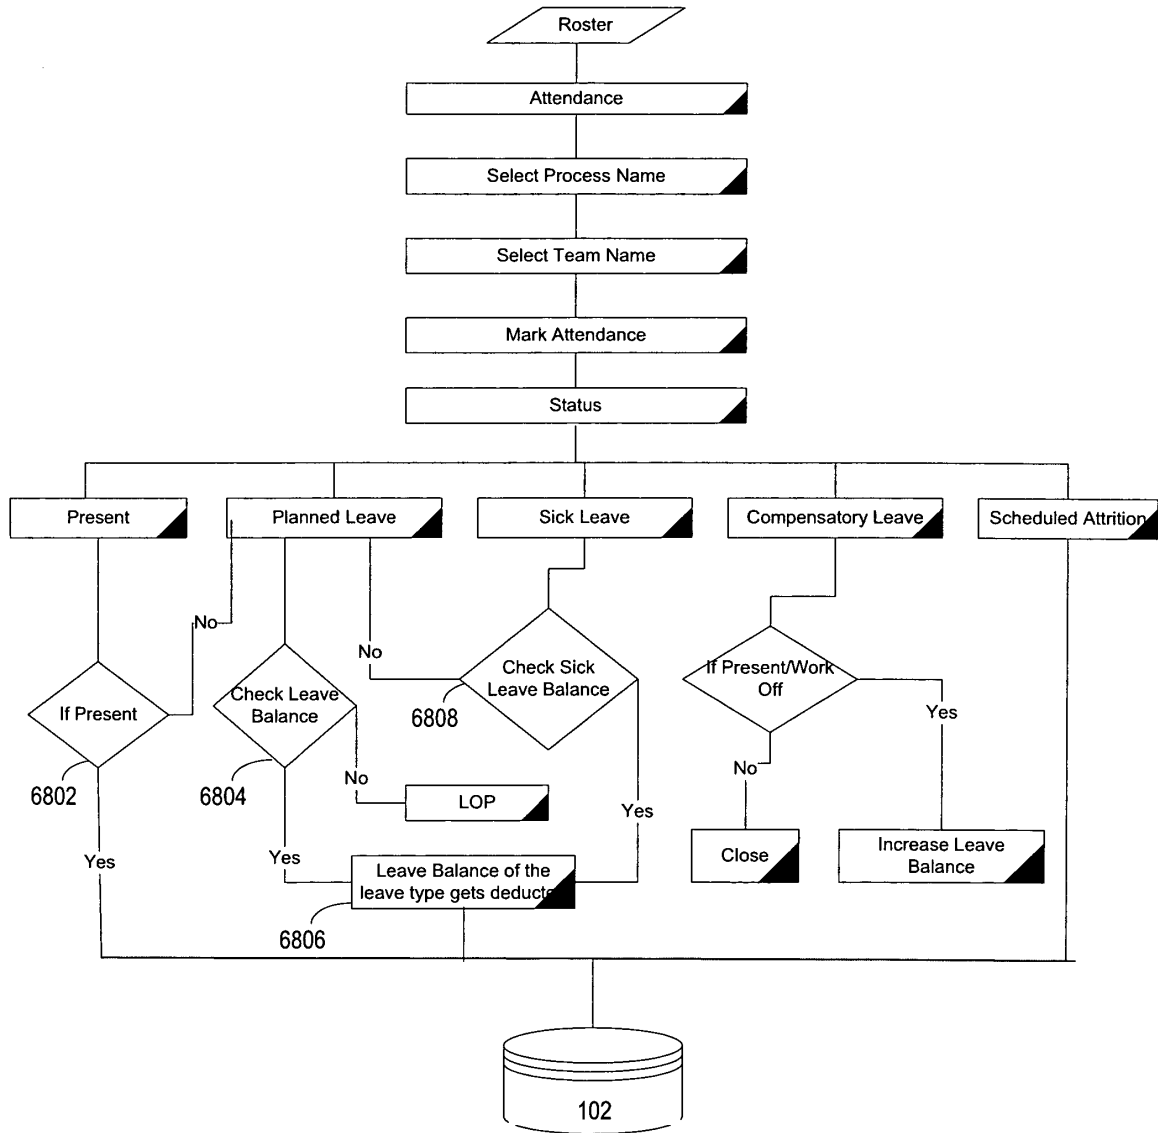 Roster
Attendance
Select Process Name
Select Team Name
Mark Attendance
Status
Present
Planned Leave
Sick Leave
Compensatory Leave
Scheduled Attrition
No
No
Check Sick
Leave Balance
If Present/Work
Off
Check Leave
Balance
If Present
6808
Yes
6802
6804
No
No
LOP
Yes
Yes
Yes
Close
Increase Leave
Balance
Leave Balance of the
leave type gets deducte
6806
102